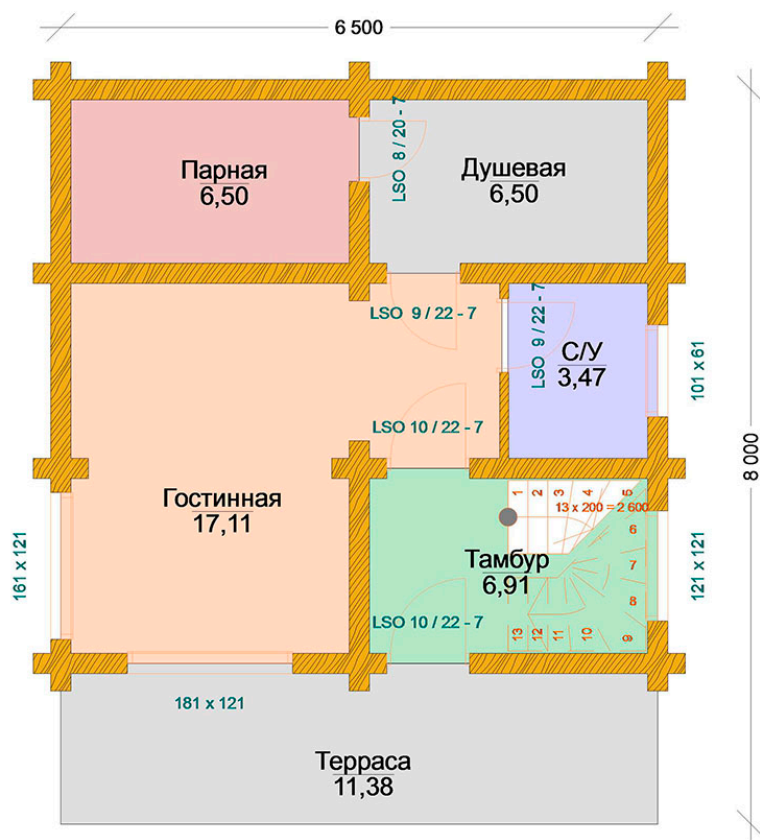 6 500
Парная
6,50
LSO 8 / 20 - 7
Душевая
6,50
LSO 9 / 22 - 7
LSO 9 / 22 - 7
С/У
3,47
101 x 61
LSO 10 / 22 - 7
8 000
Гостинная
17,11
161 x 121
1 2 3 4 5
13 x 200 = 2 600
6
Тамбур
6,91
7
8
121 x 121
LSO 10 / 22 - 7
13 12 11 10 9
181 x 121
Терраса
11,38